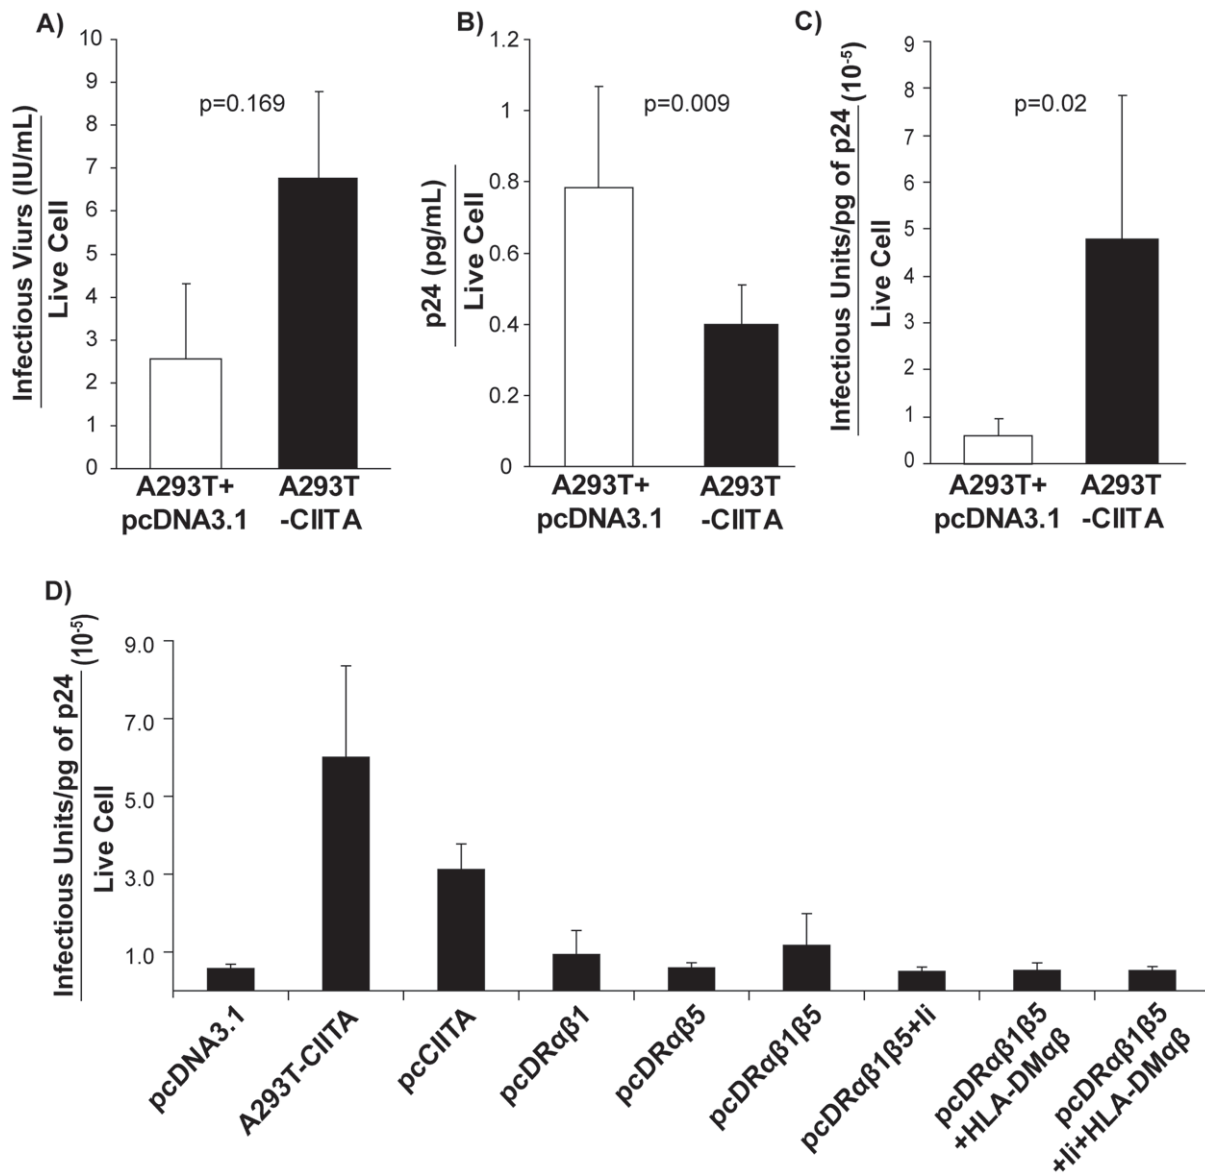 A)
Infectious Viurs (IU/mL)
Live Cell
10
9
8
7
6
5
4
3
2
1
0
p=0.169
A293T+
pcDNA3.1
A293T
-CIITA
B)
p24 (pg/mL)
Live Cell
1.2
1
0.8
0.6
0.4
0.2
0
p=0.009
A293T+
pcDNA3.1
A293T
-CIITA
C)
Infectious Units/pg of p24 (10⁻⁵)
Live Cell
9
8
7
6
5
4
3
2
1
0
p=0.02
A293T+
pcDNA3.1
A293T
-CIITA
D)
Infectious Units/pg of p24 (10⁻⁵)
Live Cell
9.0
7.0
5.0
3.0
1.0
pcDNA3.1
A293T-CIITA
pcCIITA
pcDRαβ1
pcDRαβ5
pcDRαβ1β5
pcDRαβ1β5+Ii
pcDRαβ1β5
+HLA-DMαβ
pcDRαβ1β5
+Ii+HLA-DMαβ